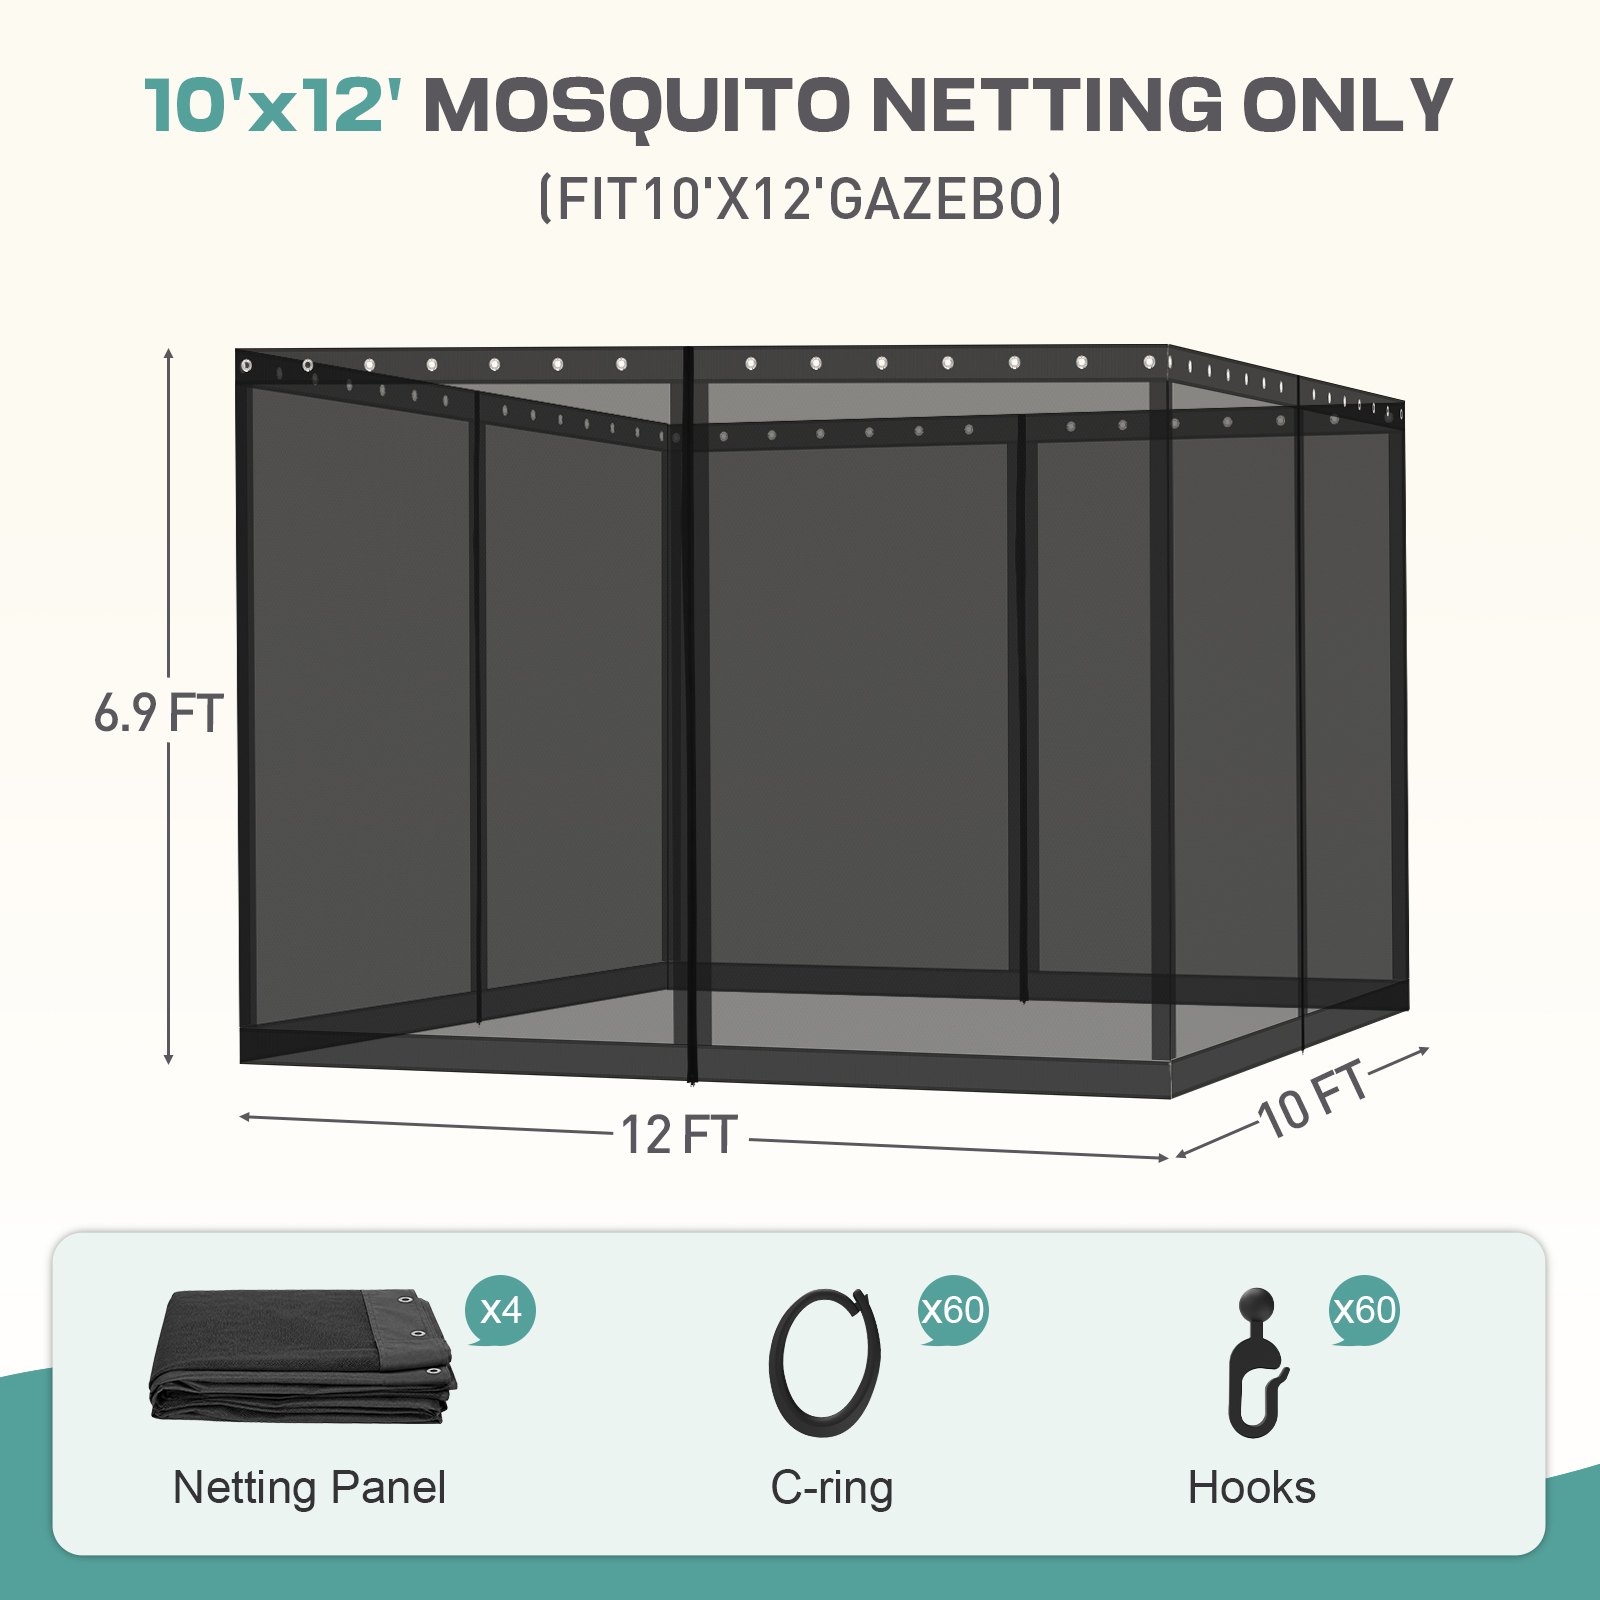 10'x12' MOSQUITO NETTING ONLY
(FIT10'X12'GAZEBO)
6.9 FT
12 FT
10 FT
x4
x60
x60
Netting Panel
C-ring
Hooks